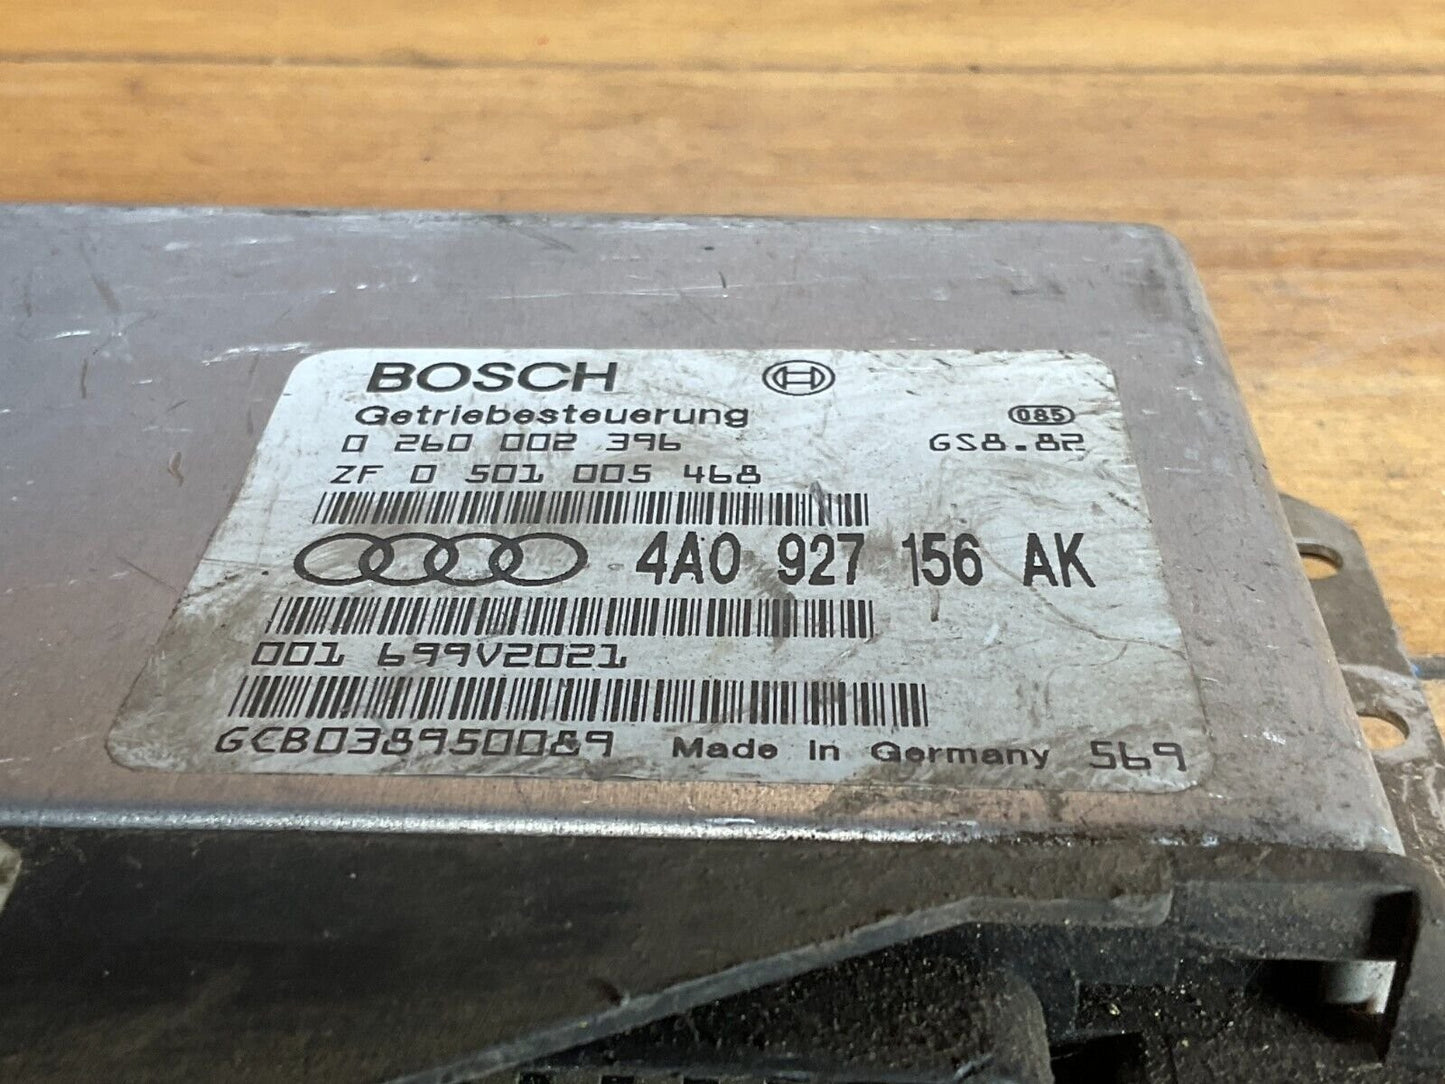 BOSCH
Getriebesteuerung
085
0 260 002 396 GS8.82
ZF 0 501 005 468
4A0 927 156 AK
001 699V2021
GCB038950089 Made in Germany 569